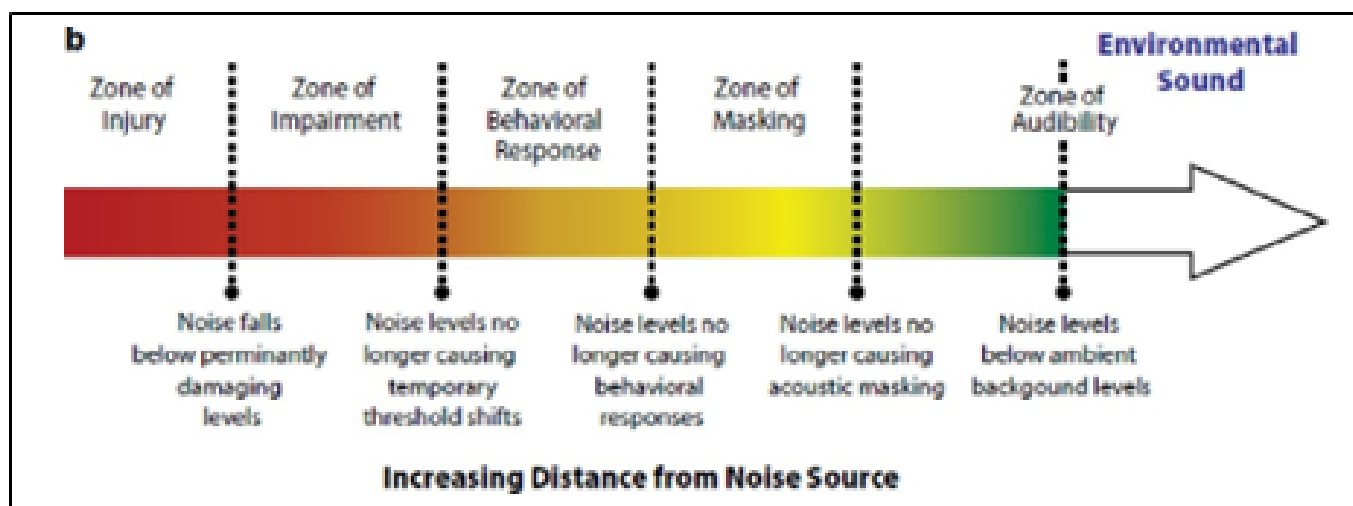 b
Environmental
Sound
Zone of
Injury
Zone of
Impairment
Zone of
Behavioral
Response
Zone of
Masking
Zone of
Audibility
Noise falls
below perminantly
damaging
levels
Noise levels no
longer causing
temporary
threshold shifts
Noise levels no
longer causing
behavioral
responses
Noise levels no
longer causing
acoustic masking
Noise levels
below ambient
backgound levels
Increasing Distance from Noise Source